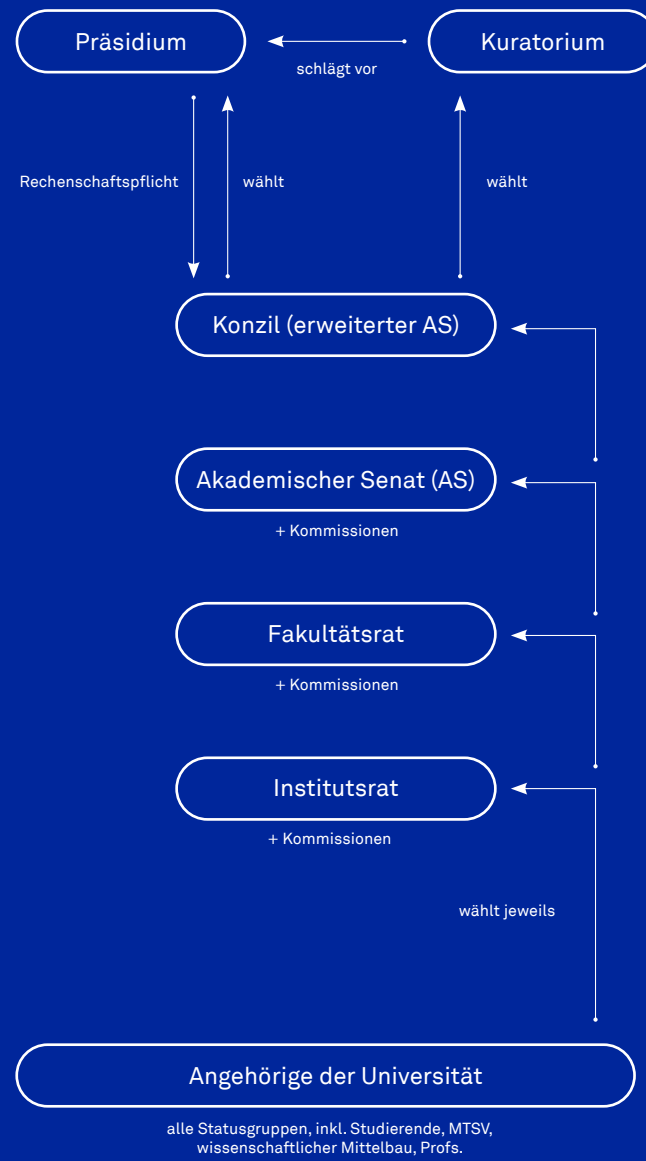 Präsidium
Kuratorium
schlägt vor
Rechenschaftspflicht
wählt
wählt
Konzil (erweiterter AS)
Akademischer Senat (AS)
+ Kommissionen
Fakultätsrat
+ Kommissionen
Institutsrat
+ Kommissionen
wählt jeweils
Angehörige der Universität
alle Statusgruppen, inkl. Studierende, MTSV,
wissenschaftlicher Mittelbau, Profs.